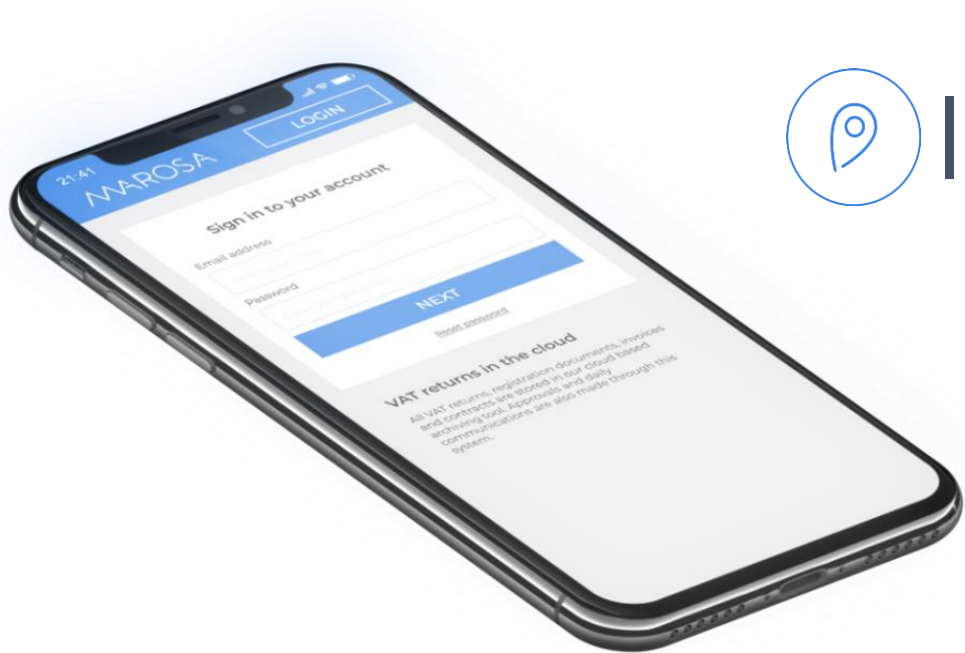 21:41
MAROSA
LOGIN
Sign in to your account
Email address
Password
NEXT
Reset password
VAT returns in the cloud
All VAT returns, registration documents, invoices
and contracts are stored in our cloud based
archiving tool. Approvals and daily
communications are also made through this
system.